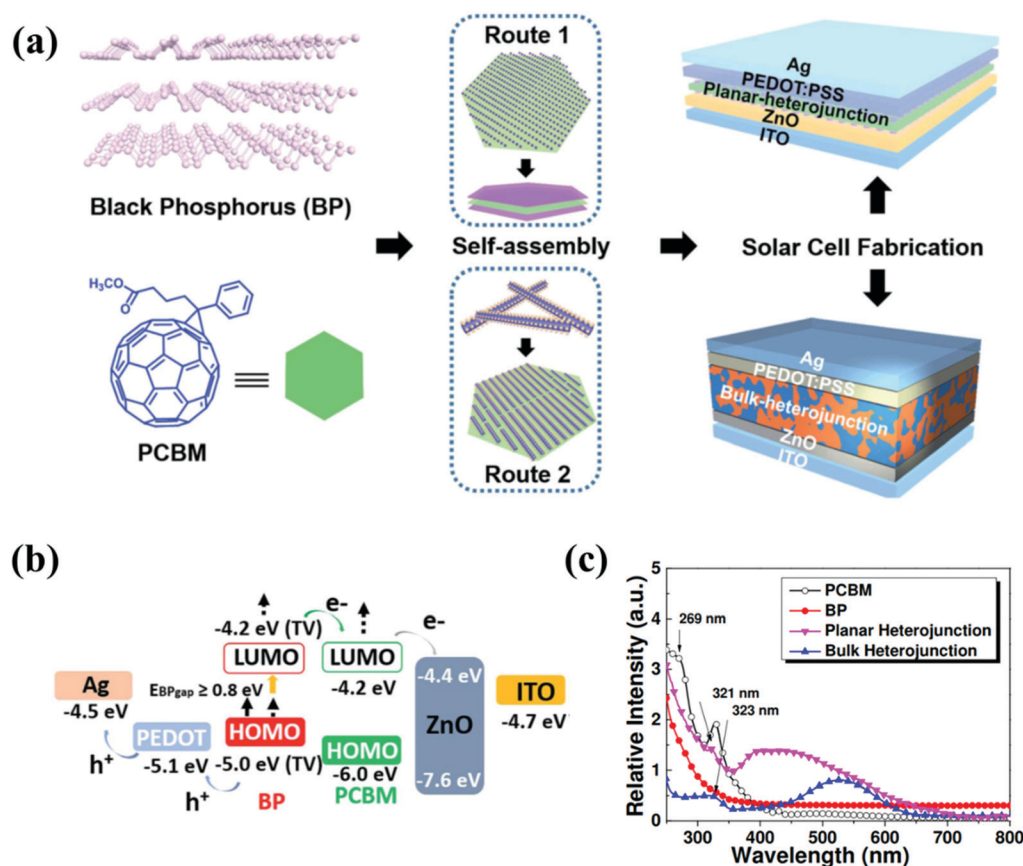 (a)
Black Phosphorus (BP)
H₃CO
O
PCBM
Route 1
Self-assembly
Route 2
Ag
PEDOT:PSS
Planar-heterojunction
ZnO
ITO
Solar Cell Fabrication
Ag
PEDOT:PSS
Bulk-heterojunction
ZnO
ITO
(b)
Ag
-4.5 eV
h⁺
PEDOT
-5.1 eV
h⁺
-4.2 eV (TV)
LUMO
E_BPgap ≥ 0.8 eV
HOMO
-5.0 eV (TV)
BP
e-
LUMO
-4.2 eV
HOMO
-6.0 eV
PCBM
e-
-4.4 eV
ZnO
-7.6 eV
ITO
-4.7 eV
(c)
Relative Intensity (a.u.)
5
4
3
2
1
0
269 nm
321 nm
323 nm
PCBM
BP
Planar Heterojunction
Bulk Heterojunction
300 400 500 600 700 800
Wavelength (nm)